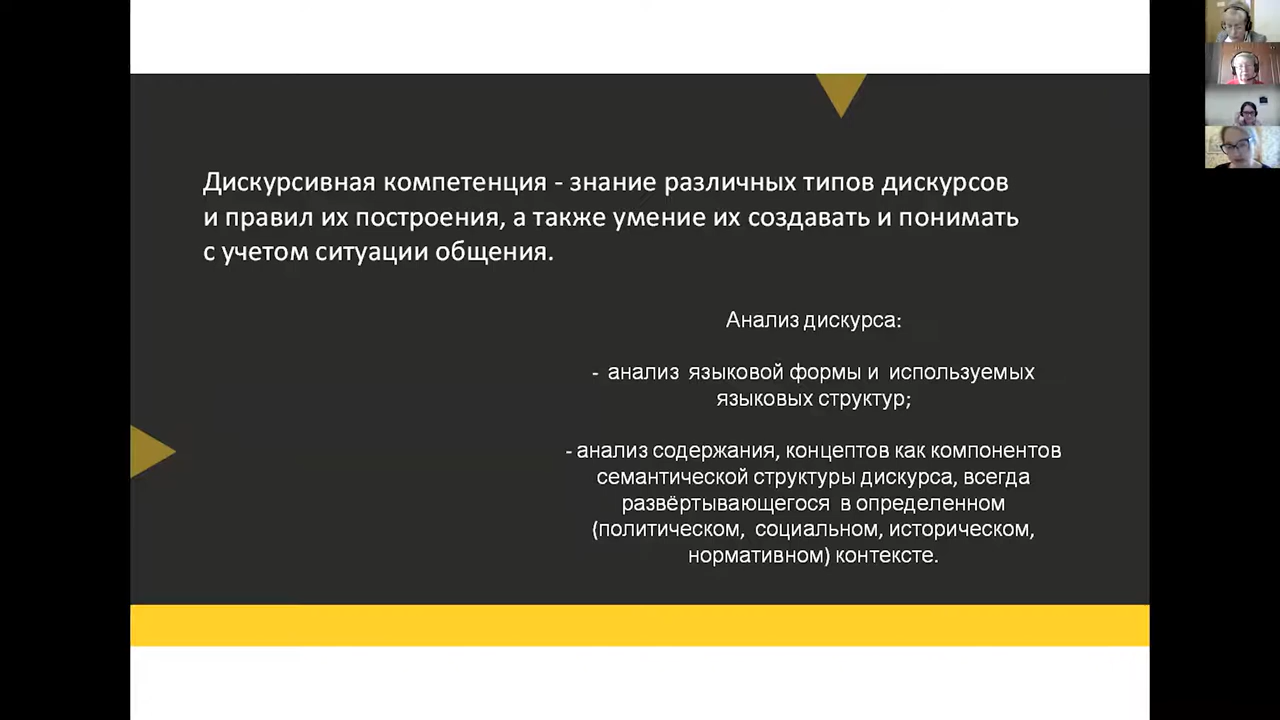 Дискурсивная компетенция - знание различных типов дискурсов
и правил их построения, а также умение их создавать и понимать
с учетом ситуации общения.
Анализ дискурса:
- анализ языковой формы и используемых
языковых структур;
- анализ содержания, концептов как компонентов
семантической структуры дискурса, всегда
развёртывающегося в определенном
(политическом, социальном, историческом,
нормативном) контексте.